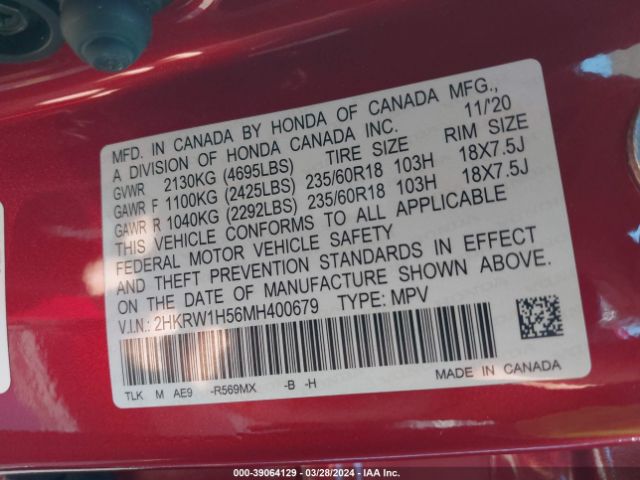 MFD. IN CANADA BY HONDA OF CANADA MFG.,
A DIVISION OF HONDA CANADA INC. 11/'20
GVWR 2130KG (4695LBS) TIRE SIZE RIM SIZE
GAWR F 1100KG (2425LBS) 235/60R18 103H 18X7.5J
GAWR R 1040KG (2292LBS) 235/60R18 103H 18X7.5J
THIS VEHICLE CONFORMS TO ALL APPLICABLE
FEDERAL MOTOR VEHICLE SAFETY
AND THEFT PREVENTION STANDARDS IN EFFECT
ON THE DATE OF MANUFACTURE SHOWN ABOVE.
V.I.N.: 2HKRW1H56MH400679 TYPE: MPV
TLK M AE9 -R569MX -B -H
MADE IN CANADA
000-39064129 | 03/28/2024 | IAA Inc.